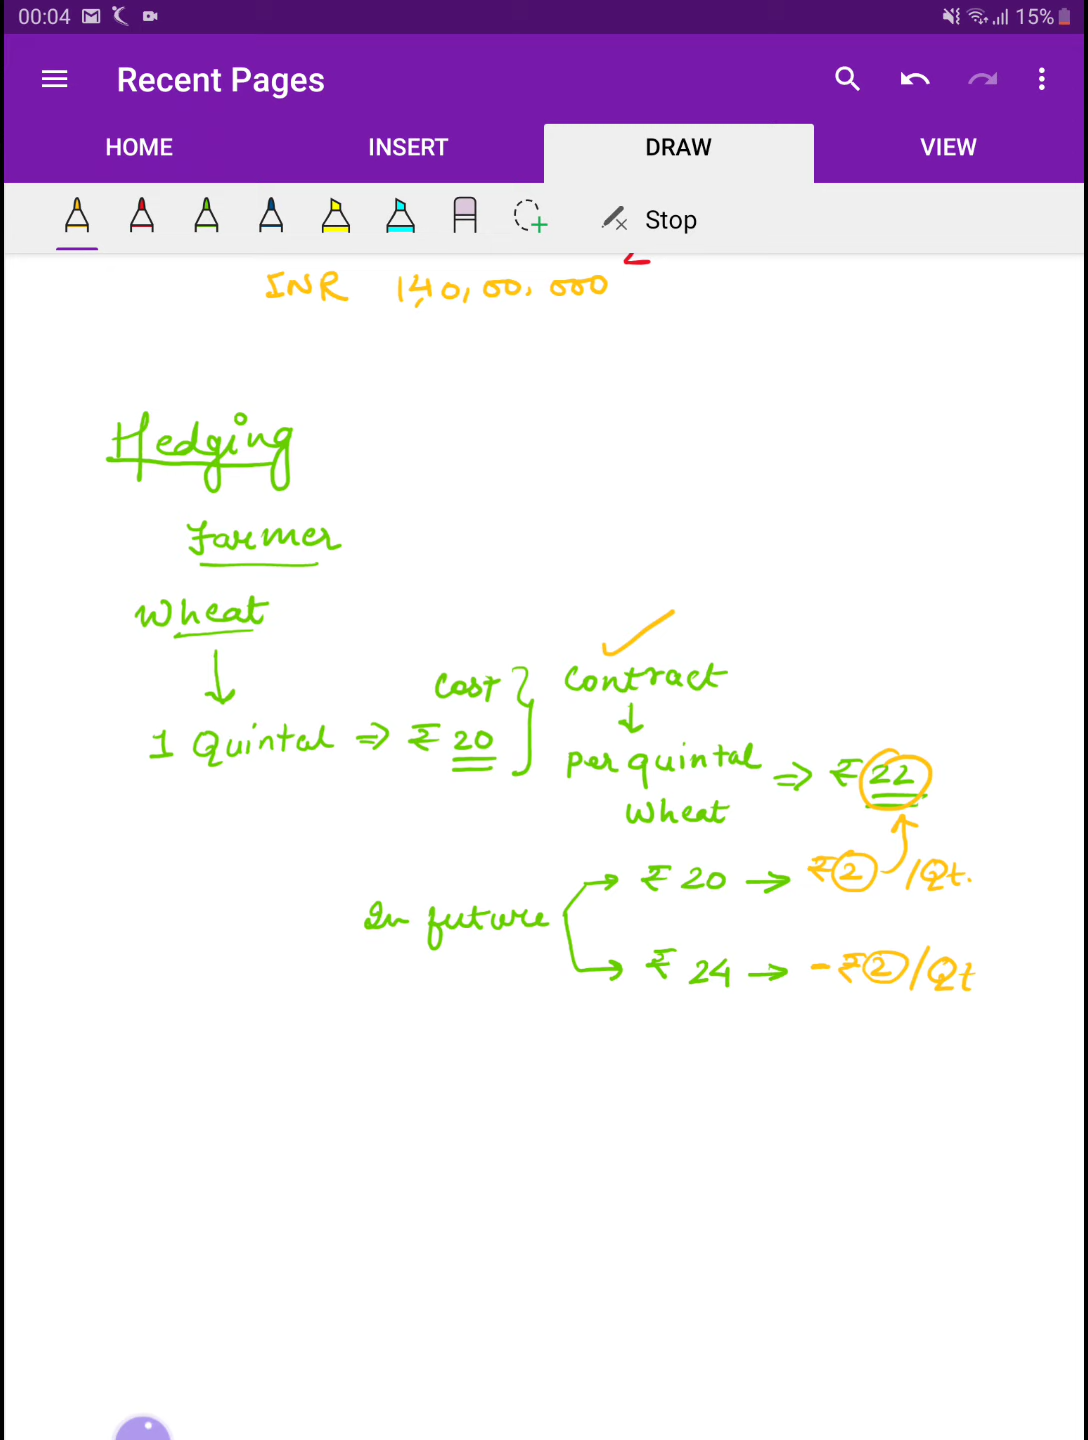 00:04
15%
Recent Pages
HOME INSERT DRAW VIEW
Stop
INR 140,00,000
Hedging
Farmer
Wheat
1 Quintal ⇒ ₹ 20
Cost
Contract
↓
per quintal ⇒ ₹ 22
wheat
In future
→ ₹ 20 → ₹ 2 /Qt.
→ ₹ 24 → - ₹ 2 /Qt